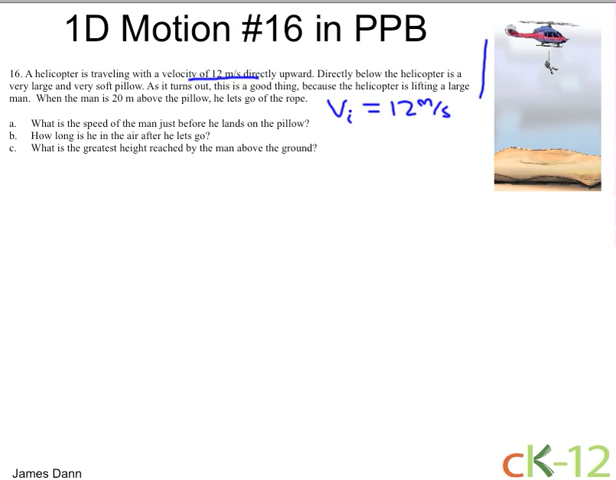 1D Motion #16 in PPB
16. A helicopter is traveling with a velocity of 12 m/s directly upward. Directly below the helicopter is a
very large and very soft pillow. As it turns out, this is a good thing, because the helicopter is lifting a large
man. When the man is 20 m above the pillow, he lets go of the rope.
Vi = 12 m/s
a. What is the speed of the man just before he lands on the pillow?
b. How long is he in the air after he lets go?
c. What is the greatest height reached by the man above the ground?
James Dann
cK-12